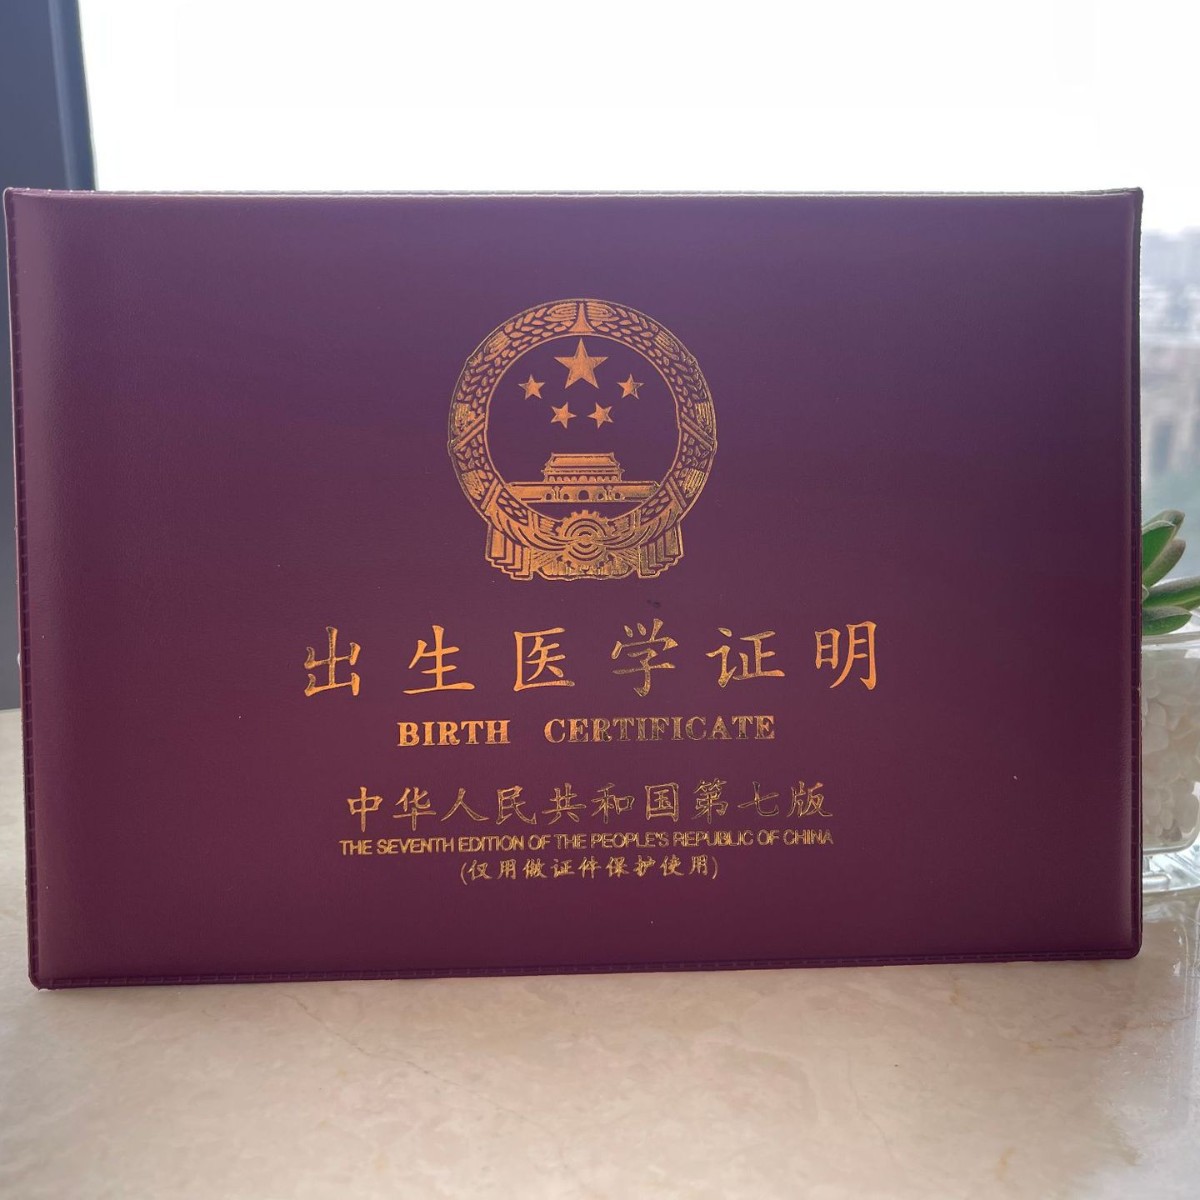 出生医学证明
BIRTH CERTIFICATE
中华人民共和国第七版
THE SEVENTH EDITION OF THE PEOPLE'S REPUBLIC OF CHINA
(仅用做证件保护使用)